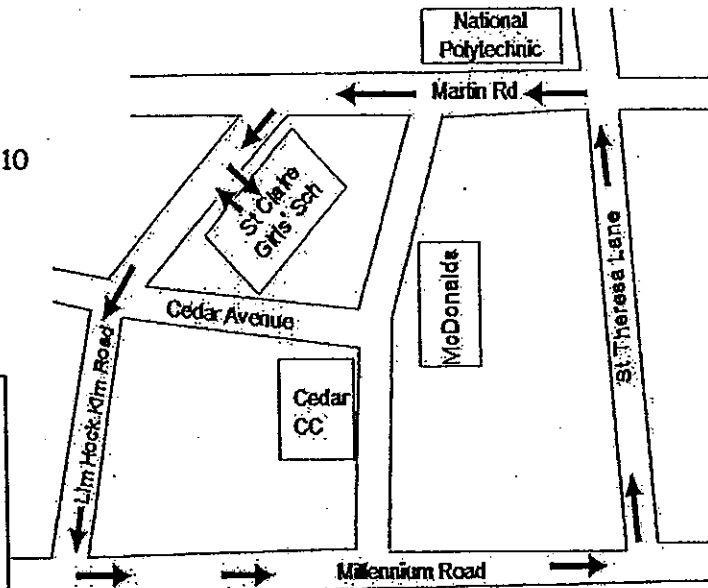 National
Polytechnic
Martin Rd
10
St Claire
Girls' Sch
McDonalds
St Theresa Lane
Cedar Avenue
Lim Hock Kim Road
Cedar
CC
Millennium Road